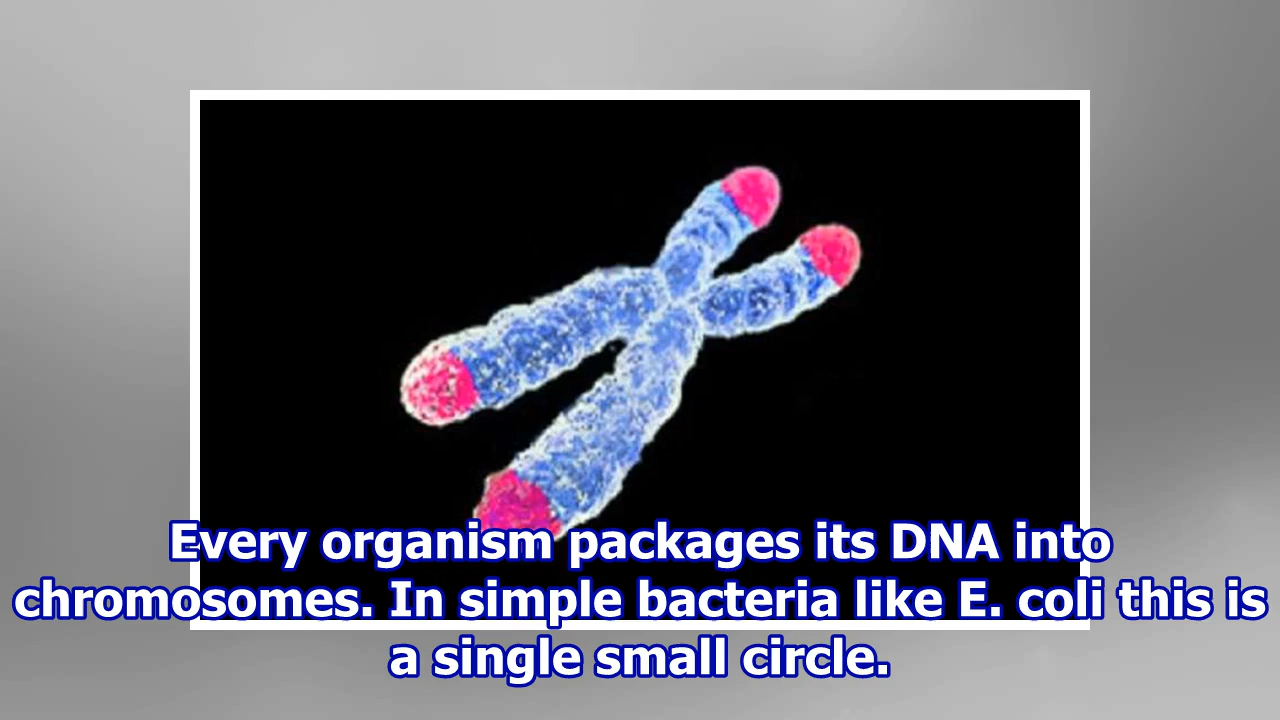 Every organism packages its DNA into
chromosomes. In simple bacteria like E. coli this is
a single small circle.